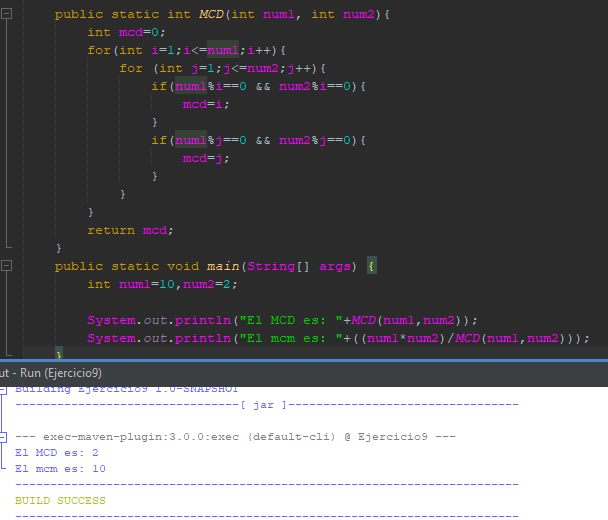 public static int MCD(int num1, int num2){
int mcd=0;
for(int i=1;i<=num1;i++){
for (int j=1;j<=num2;j++){
if(num1%i==0 && num2%i==0){
mcd=i;
}
if(num1%j==0 && num2%j==0){
mcd=j;
}
}
}
return mcd;
}
public static void main(String[] args) {
int num1=10,num2=2;
System.out.println("El MCD es: "+MCD(num1,num2));
System.out.println("El mcm es: "+((num1*num2)/MCD(num1,num2)));
}
ut - Run (Ejercicio9)
Building Ejercicio9 1.0-SNAPSHOT
--------------------------------[ jar ]---------------------------------
--- exec-maven-plugin:3.0.0:exec (default-cli) @ Ejercicio9 ---
El MCD es: 2
El mcm es: 10
------------------------------------------------------------------------
BUILD SUCCESS
------------------------------------------------------------------------